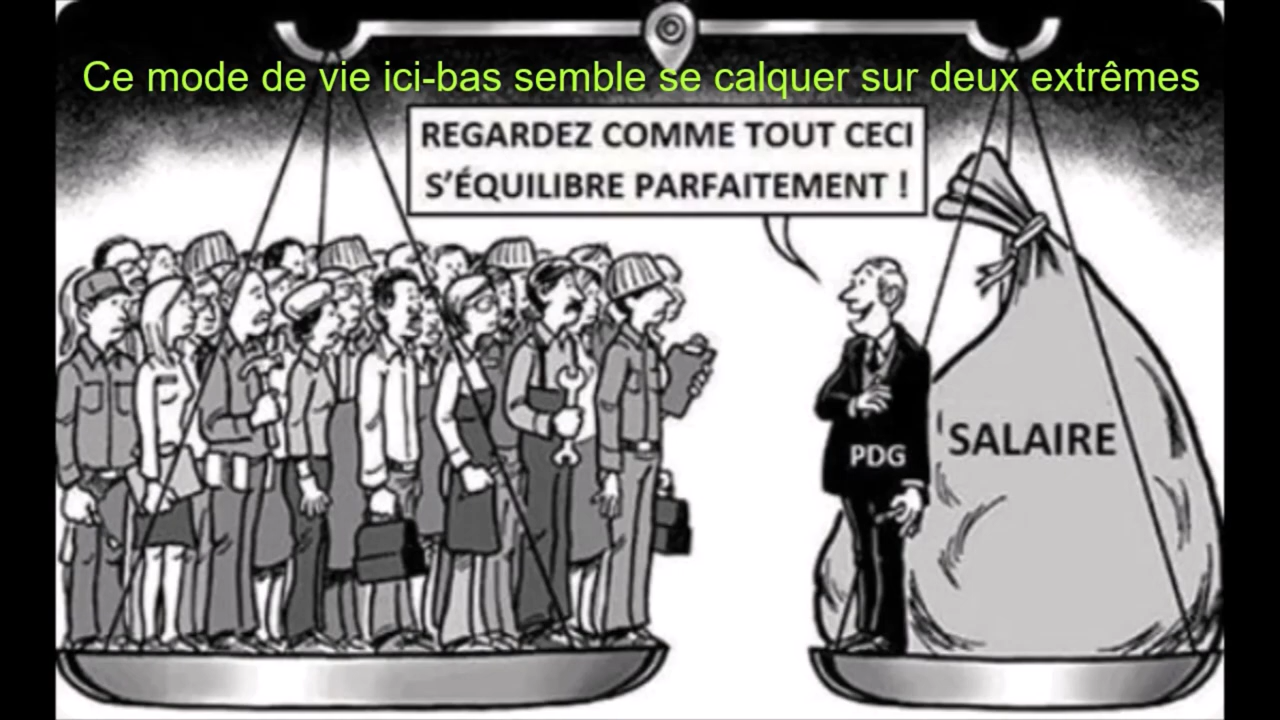 Ce mode de vie ici-bas semble se calquer sur deux extrêmes
REGARDEZ COMME TOUT CECI
S'ÉQUILIBRE PARFAITEMENT !
PDG
SALAIRE